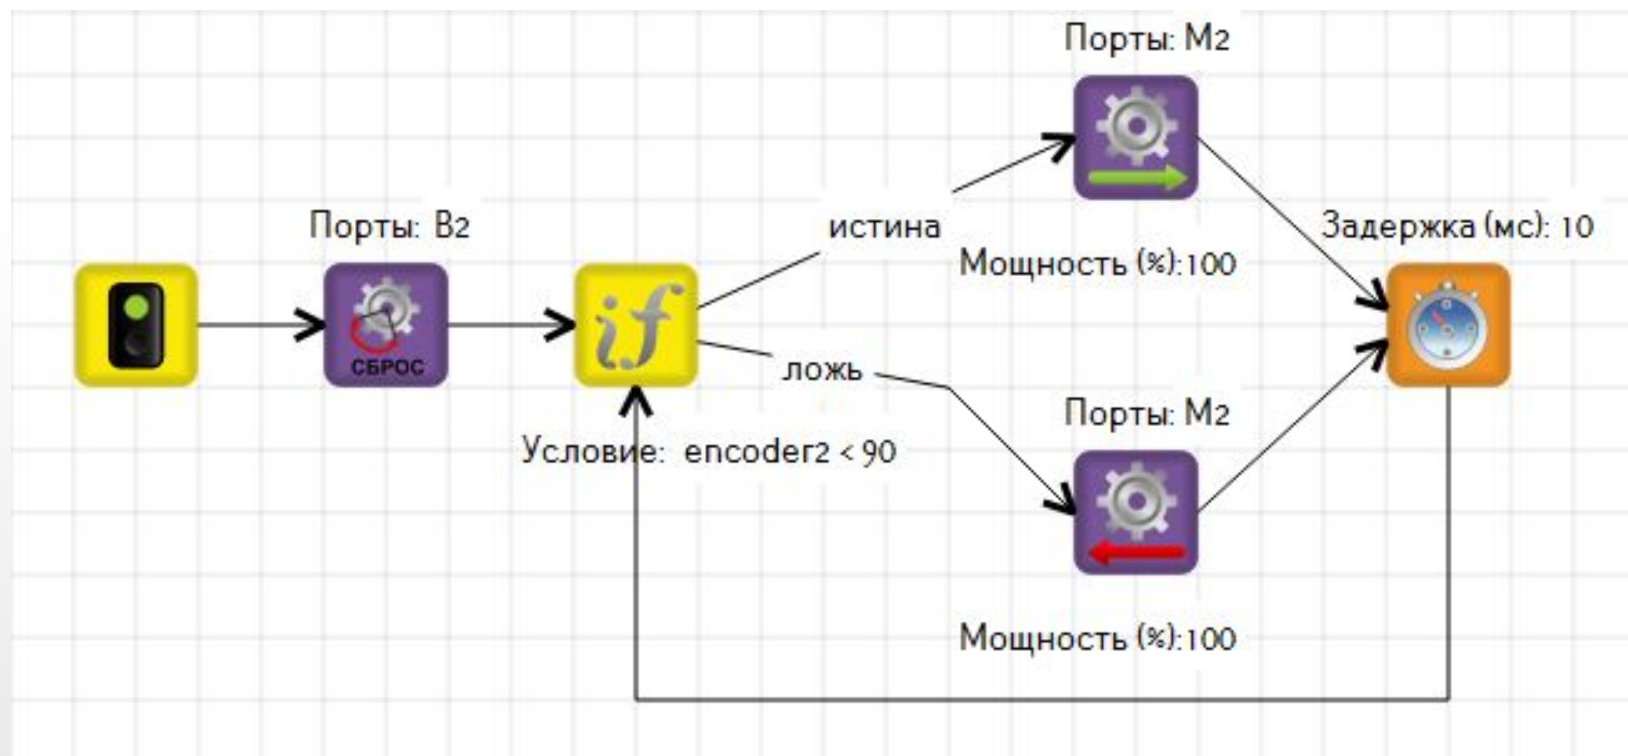 Порты: M2
Порты: B2
истина
Задержка (мс): 10
Мощность (%):100
if
СБРОС
ложь
Порты: M2
Условие: encoder2 < 90
Мощность (%):100